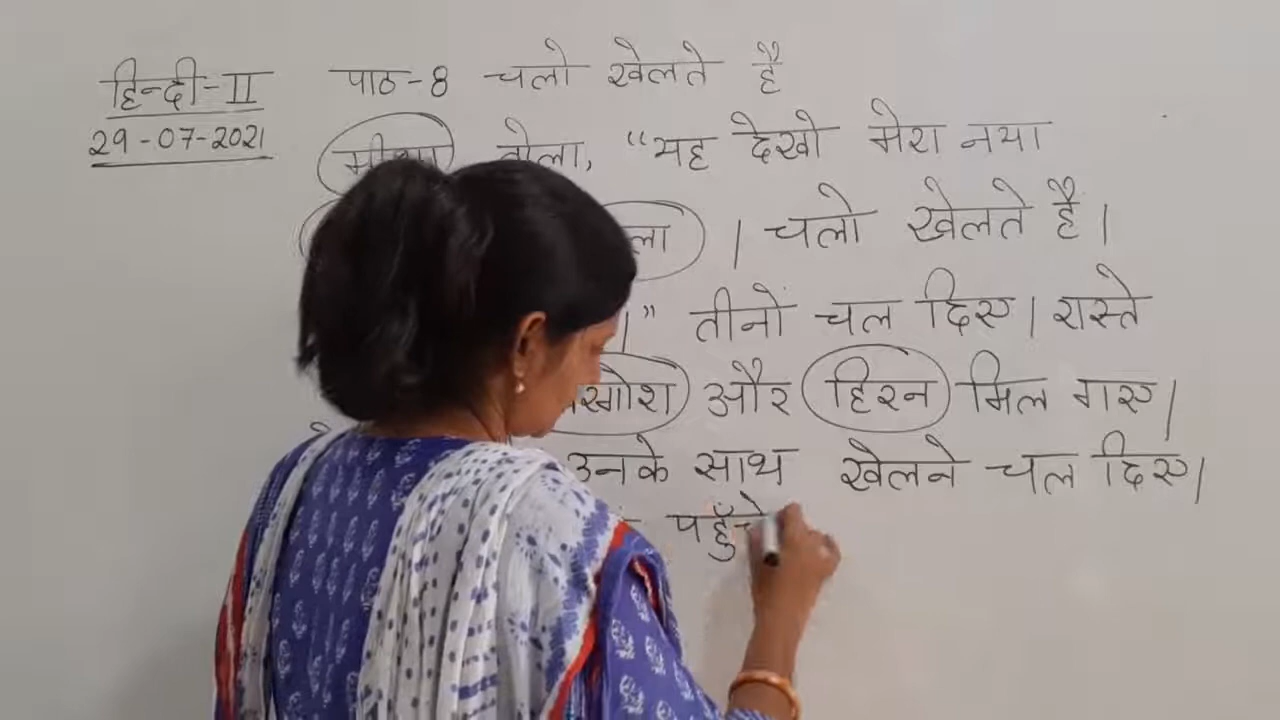 हिन्दी-II पाठ-8 चलो खेलते है
29-07-2021
बोला, “यह देखो मेरा नया
। चलो खेलते है।
।” तीनों चल दिए। रास्ते
और हिरन मिल गए।
उनके साथ खेलने चल दिए।
पहुँचे